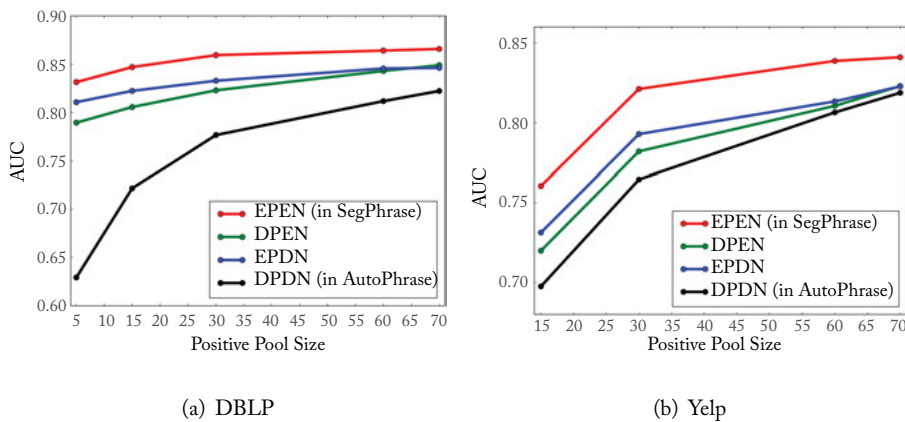 0.90
0.85
0.80
0.75
0.70
0.65
0.60
AUC
EPEN (in SegPhrase)
DPEN
EPDN
DPDN (in AutoPhrase)
5 10 15 20 25 30 35 40 45 50 55 60 65 70
Positive Pool Size
(a) DBLP
0.85
0.80
0.75
0.70
AUC
EPEN (in SegPhrase)
DPEN
EPDN
DPDN (in AutoPhrase)
15 20 25 30 35 40 45 50 55 60 65 70
Positive Pool Size
(b) Yelp